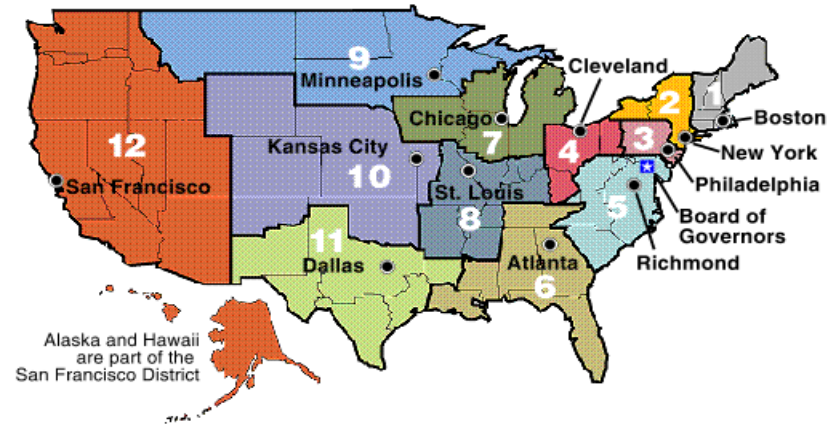 9
Minneapolis
Cleveland
Chicago
7
2
1
Boston
12
Kansas City
10
4
3
New York
San Francisco
St. Louis
8
Philadelphia
5
Board of
Governors
11
Dallas
Atlanta
6
Richmond
Alaska and Hawaii
are part of the
San Francisco District